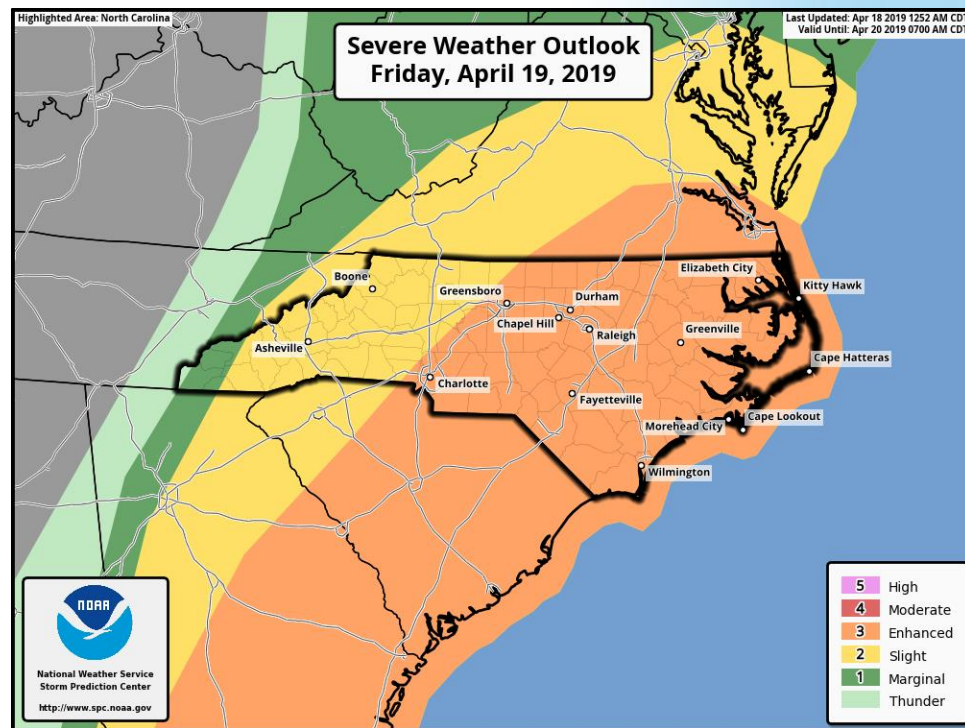 Highlighted Area: North Carolina
Last Updated: Apr 18 2019 1252 AM CDT
Valid Until: Apr 20 2019 0700 AM CDT
Severe Weather Outlook
Friday, April 19, 2019
Boone
Elizabeth City
Greensboro
Durham
Kitty Hawk
Chapel Hill
Raleigh
Greenville
Asheville
Cape Hatteras
Charlotte
Fayetteville
Cape Lookout
Morehead City
Wilmington
NOAA
National Weather Service
Storm Prediction Center
http://www.spc.noaa.gov
5 High
4 Moderate
3 Enhanced
2 Slight
1 Marginal
Thunder